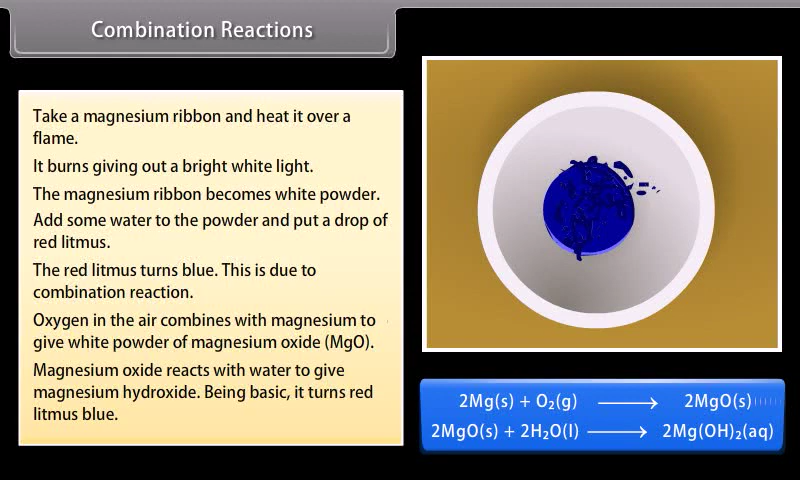 Combination Reactions
Take a magnesium ribbon and heat it over a
flame.
It burns giving out a bright white light.
The magnesium ribbon becomes white powder.
Add some water to the powder and put a drop of
red litmus.
The red litmus turns blue. This is due to
combination reaction.
Oxygen in the air combines with magnesium to
give white powder of magnesium oxide (MgO).
Magnesium oxide reacts with water to give
magnesium hydroxide. Being basic, it turns red
litmus blue.
2Mg(s) + O₂(g) ⟶ 2MgO(s)
2MgO(s) + 2H₂O(l) ⟶ 2Mg(OH)₂(aq)